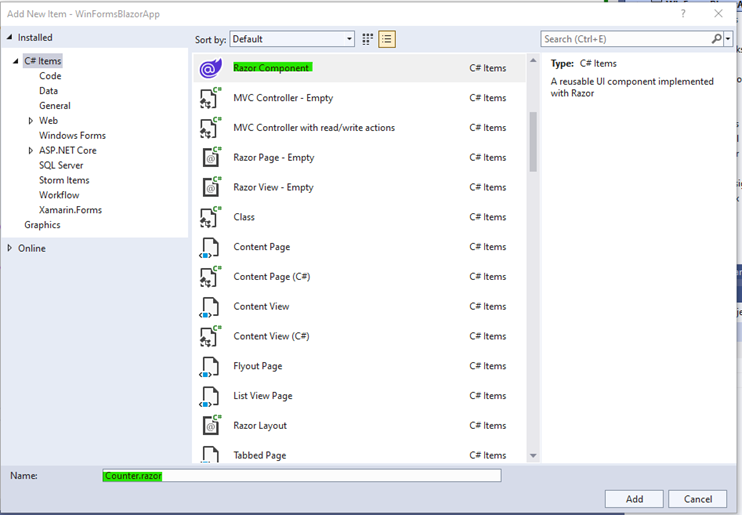 Add New Item - WinFormsBlazorApp
?
Installed
C# Items
Code
Data
General
Web
Windows Forms
ASP.NET Core
SQL Server
Storm Items
Workflow
Xamarin.Forms
Graphics
Online
Sort by: Default
Search (Ctrl+E)
Razor Component C# Items
MVC Controller - Empty C# Items
MVC Controller with read/write actions C# Items
Razor Page - Empty C# Items
Razor View - Empty C# Items
Class C# Items
Content Page C# Items
Content Page (C#) C# Items
Content View C# Items
Content View (C#) C# Items
Flyout Page C# Items
List View Page C# Items
Razor Layout C# Items
Tabbed Page C# Items
Type: C# Items
A reusable UI component implemented
with Razor
Name: Counter.razor
Add Cancel